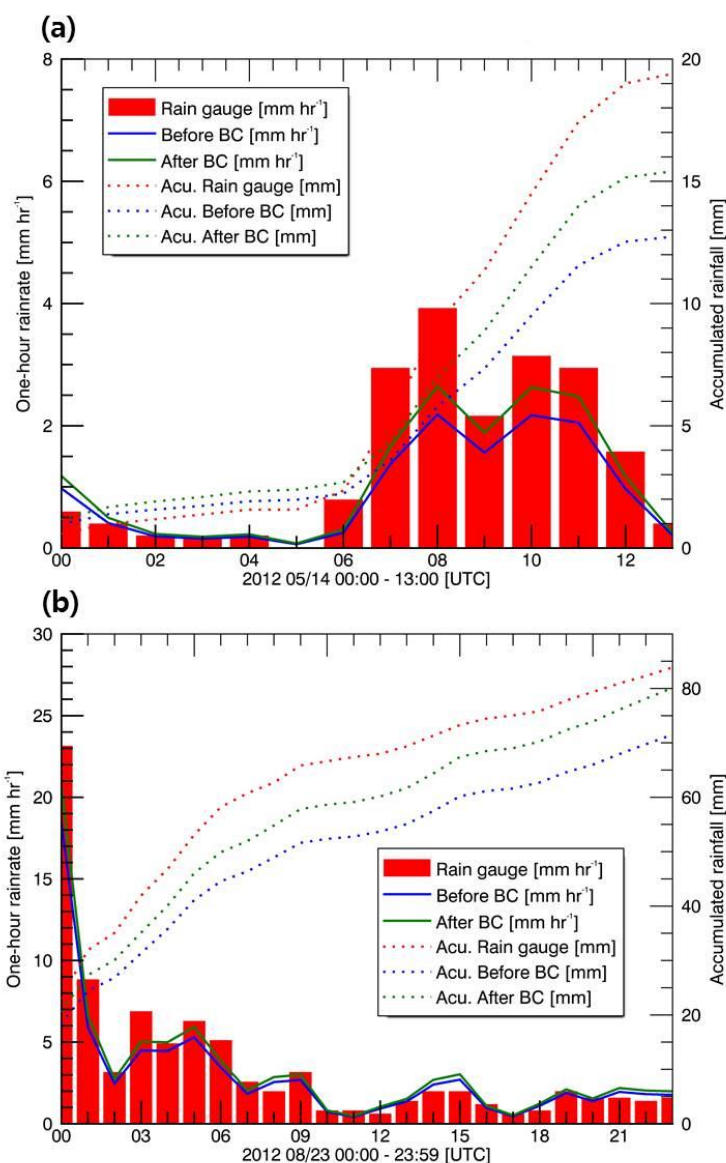 (a)
8
6
4
2
0
20
15
10
5
0
One-hour rainrate [mm hr⁻¹]
Accumulated rainfall [mm]
Rain gauge [mm hr⁻¹]
Before BC [mm hr⁻¹]
After BC [mm hr⁻¹]
Acu. Rain gauge [mm]
Acu. Before BC [mm]
Acu. After BC [mm]
00 02 04 06 08 10 12
2012 05/14 00:00 - 13:00 [UTC]
(b)
30
25
20
15
10
5
0
80
60
40
20
0
One-hour rainrate [mm hr⁻¹]
Accumulated rainfall [mm]
Rain gauge [mm hr⁻¹]
Before BC [mm hr⁻¹]
After BC [mm hr⁻¹]
Acu. Rain gauge [mm]
Acu. Before BC [mm]
Acu. After BC [mm]
00 03 06 09 12 15 18 21
2012 08/23 00:00 - 23:59 [UTC]